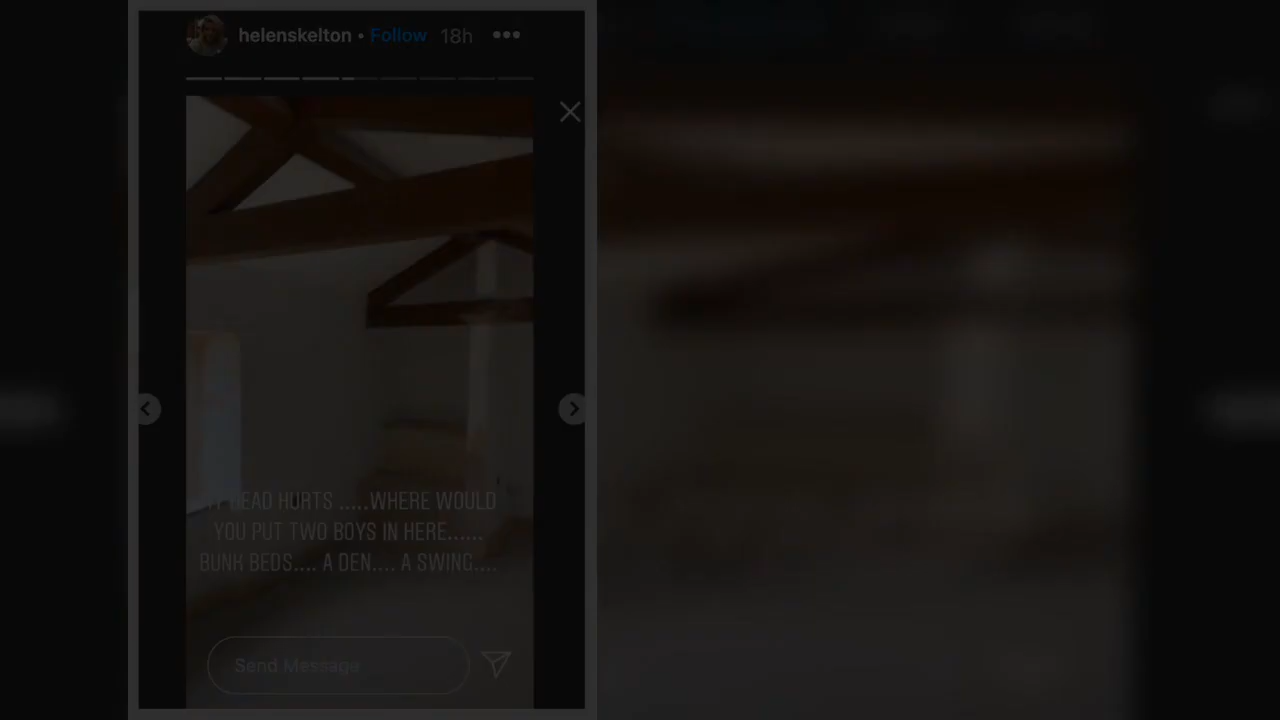 helenskelton • Follow 18h
HEAD HURTS .....WHERE WOULD
YOU PUT TWO BOYS IN HERE......
BUNK BEDS.... A DEN.... A SWING....
Send Message